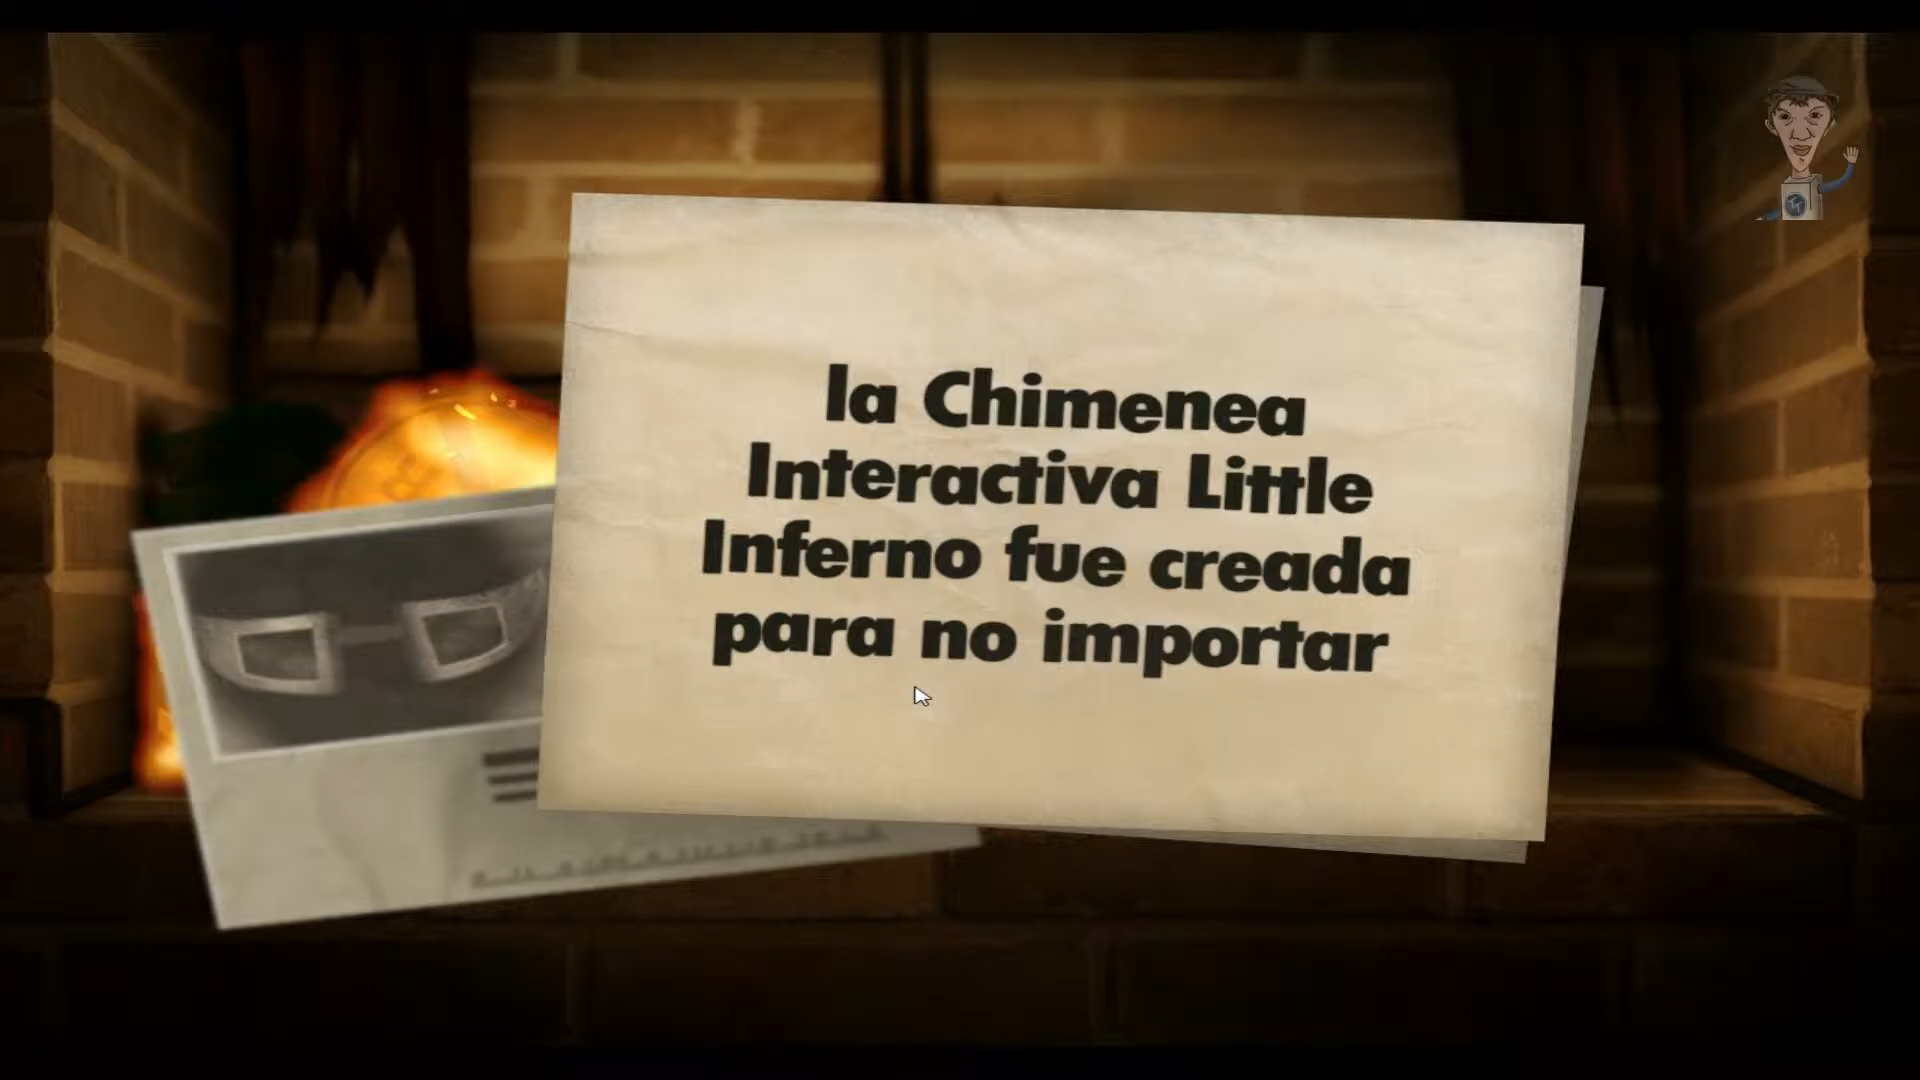 la Chimenea
Interactiva Little
Inferno fue creada
para no importar